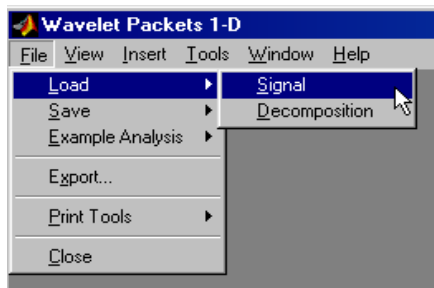 Wavelet Packets 1-D
File View Insert Tools Window Help
Load
Signal
Save
Decomposition
Example Analysis
Export...
Print Tools
Close